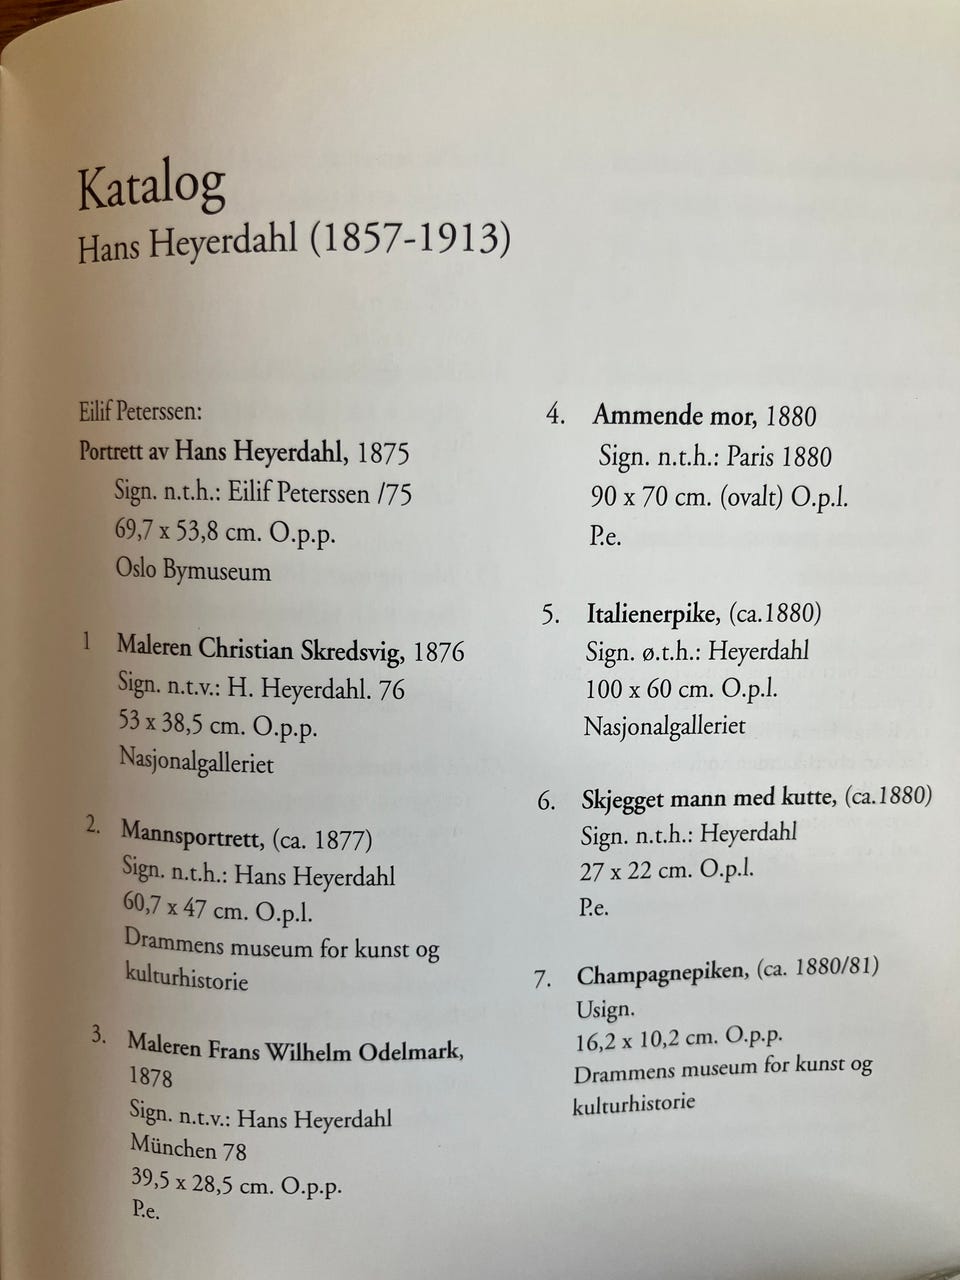 Katalog
Hans Heyerdahl (1857-1913)
Eilif Peterssen:
Portrett av Hans Heyerdahl, 1875
Sign. n.t.h.: Eilif Peterssen /75
69,7 x 53,8 cm. O.p.p.
Oslo Bymuseum
1 Maleren Christian Skredsvig, 1876
Sign. n.t.v.: H. Heyerdahl. 76
53 x 38,5 cm. O.p.p.
Nasjonalgalleriet
2. Mannsportrett, (ca. 1877)
Sign. n.t.h.: Hans Heyerdahl
60,7 x 47 cm. O.p.l.
Drammens museum for kunst og
kulturhistorie
3. Maleren Frans Wilhelm Odelmark,
1878
Sign. n.t.v.: Hans Heyerdahl
München 78
39,5 x 28,5 cm. O.p.p.
P.e.
4. Ammende mor, 1880
Sign. n.t.h.: Paris 1880
90 x 70 cm. (ovalt) O.p.l.
P.e.
5. Italienerpike, (ca.1880)
Sign. ø.t.h.: Heyerdahl
100 x 60 cm. O.p.l.
Nasjonalgalleriet
6. Skjegget mann med kutte, (ca.1880)
Sign. n.t.h.: Heyerdahl
27 x 22 cm. O.p.l.
P.e.
7. Champagnepiken, (ca. 1880/81)
Usign.
16,2 x 10,2 cm. O.p.p.
Drammens museum for kunst og
kulturhistorie